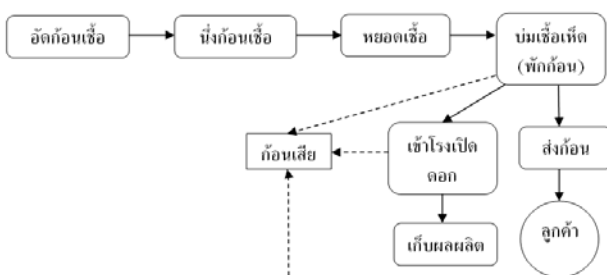 อัดก้อนเชื้อ
นึ่งก้อนเชื้อ
หยอดเชื้อ
บ่มเชื้อเห็ด
(พักก้อน)
ก้อนเสีย
เข้าโรงเปิด
ดอก
ส่งก้อน
เก็บผลผลิต
ลูกค้า